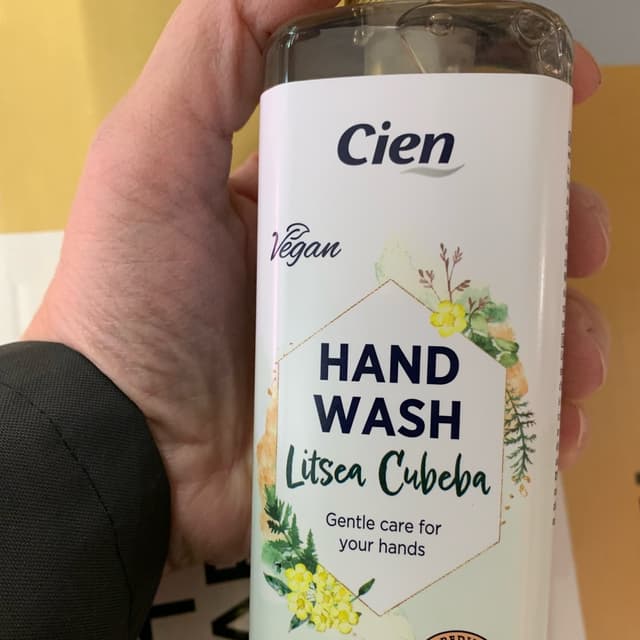 Cien
Vegan
HAND
WASH
Litsea Cubeba
Gentle care for
your hands